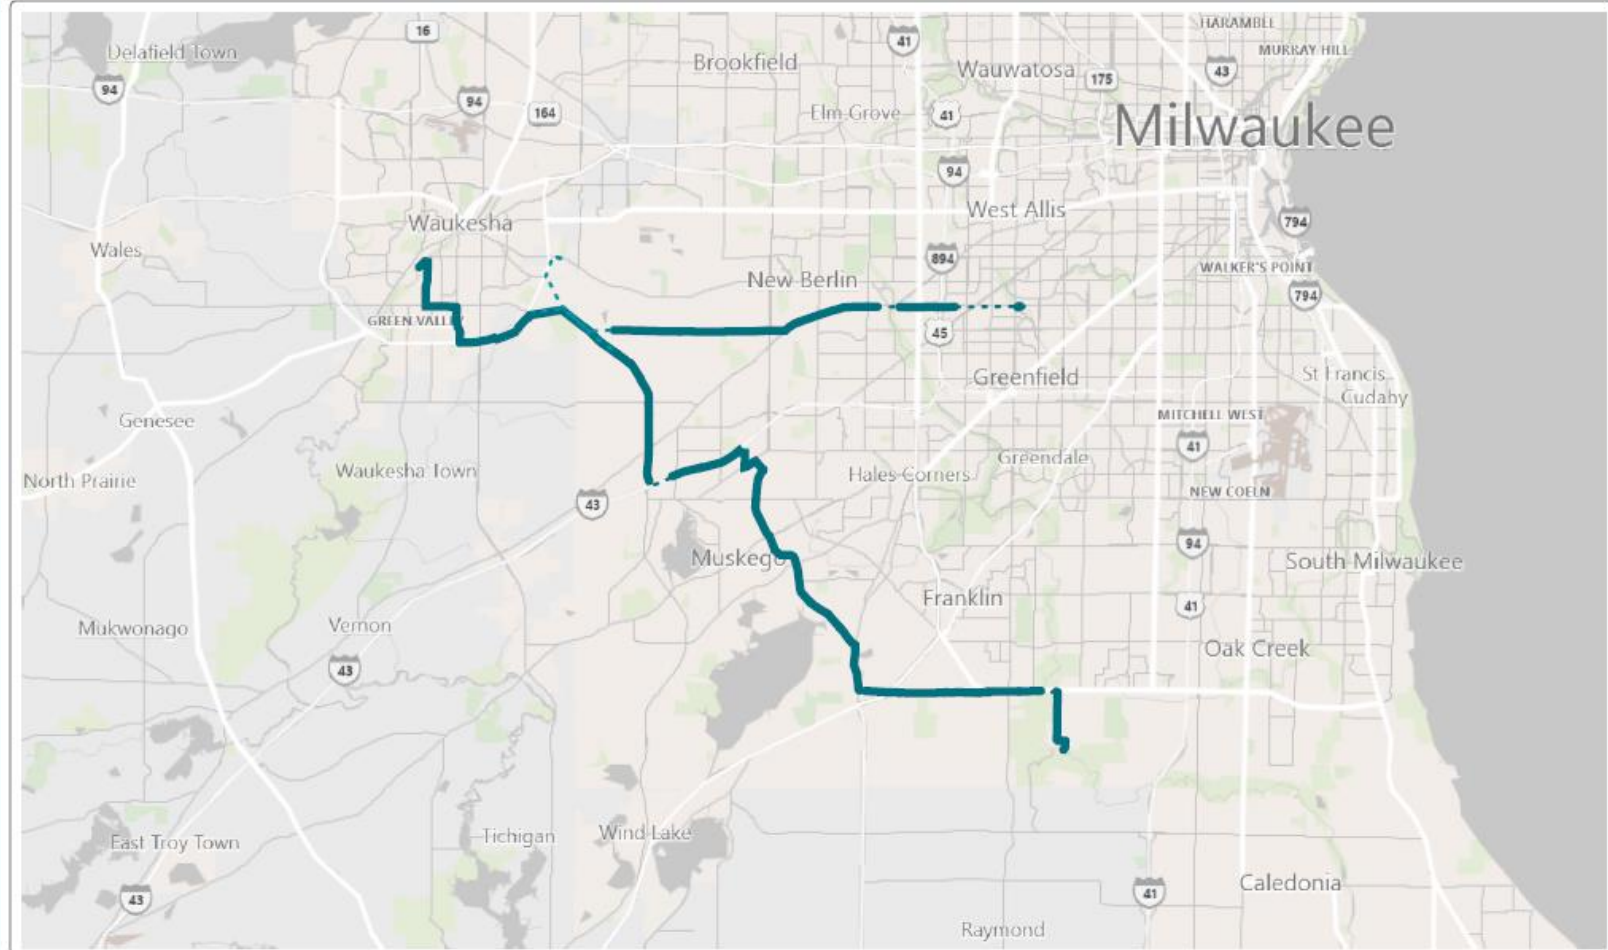 HARAMBEE
16
41
MURRAY HILL
Delafield Town
Brookfield
Wauwatosa
175
43
94
94
164
Elm Grove
41
Milwaukee
94
West Allis
Waukesha
794
Wales
894
WALKER'S POINT
New Berlin
794
GREEN VALLEY
45
Greenfield
St Francis
Cudahy
Genesee
MITCHELL WEST
41
Greendale
Waukesha Town
Hales Corners
North Prairie
NEW COELN
43
94
Muskego
South Milwaukee
Franklin
41
Vernon
Mukwonago
Oak Creek
43
Wind Lake
Tichigan
East Troy Town
Caledonia
41
43
Raymond